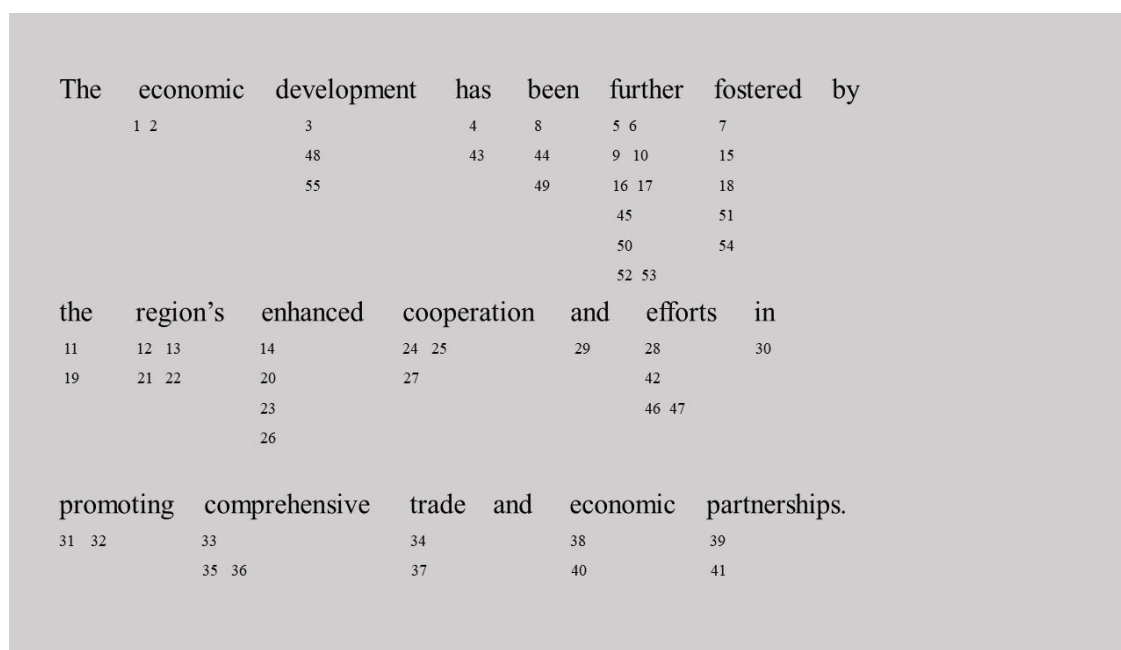 The economic development has been further fostered by
1 2 3 4 8 5 6 7
48 43 44 9 10 15
55 49 16 17 18
45 51
50 54
52 53
the region’s enhanced cooperation and efforts in
11 12 13 14 24 25 29 28 30
19 21 22 20 27 42
23 46 47
26
promoting comprehensive trade and economic partnerships.
31 32 33 34 38 39
35 36 37 40 41